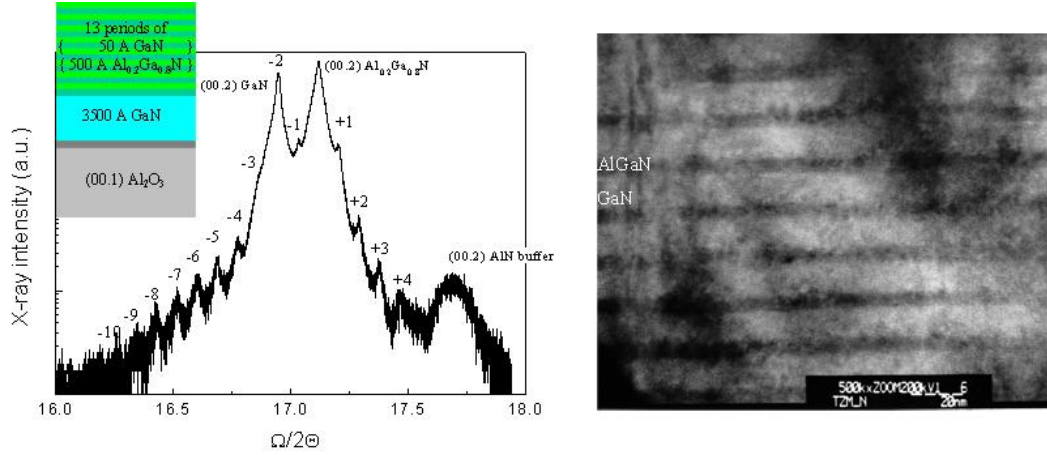 13 periods of
{ 50 A GaN }
{ 500 A Al0.2Ga0.8N }
3500 A GaN
(00.1) Al2O3
X-ray intensity (a.u.)
(00.2) GaN
-2
(00.2) Al0.2Ga0.8N
-1
+1
-3
+2
-4
-5
+3
-6
(00.2) AlN buffer
-7
+4
-8
-9
-10
16.0 16.5 17.0 17.5 18.0
Ω/2Θ
AlGaN
GaN
500kxZOOM200kV1__6
TZM_N 20nm